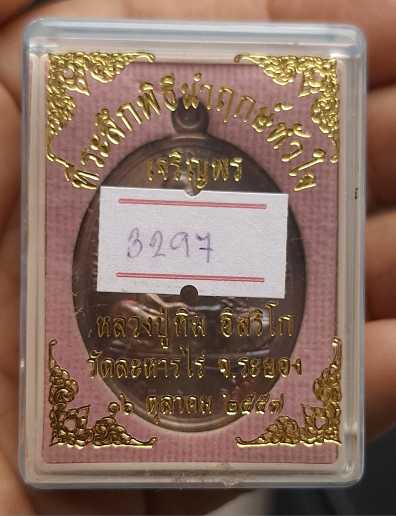 ที่ระลึกพิธีผ่าฤกษ์หัวใจ
เจริญพร
3297
หลวงปู่ทิม อิสริโก
วัดละหารไร่ จ.ระยอง
๑๖ ตุลาคม ๒๕๕๗